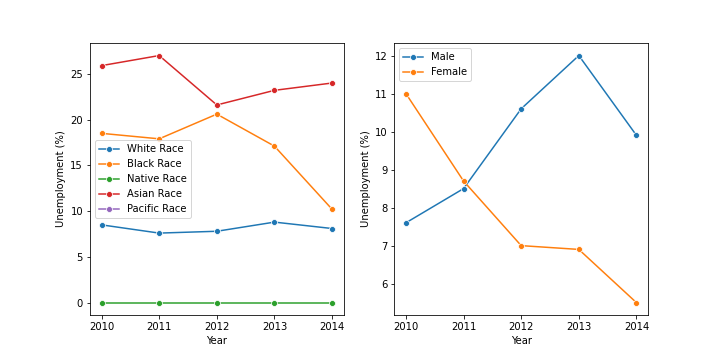 25
20
15
10
5
0
Unemployment (%)
White Race
Black Race
Native Race
Asian Race
Pacific Race
2010 2011 2012 2013 2014
Year
12
11
10
9
8
7
6
Unemployment (%)
Male
Female
2010 2011 2012 2013 2014
Year